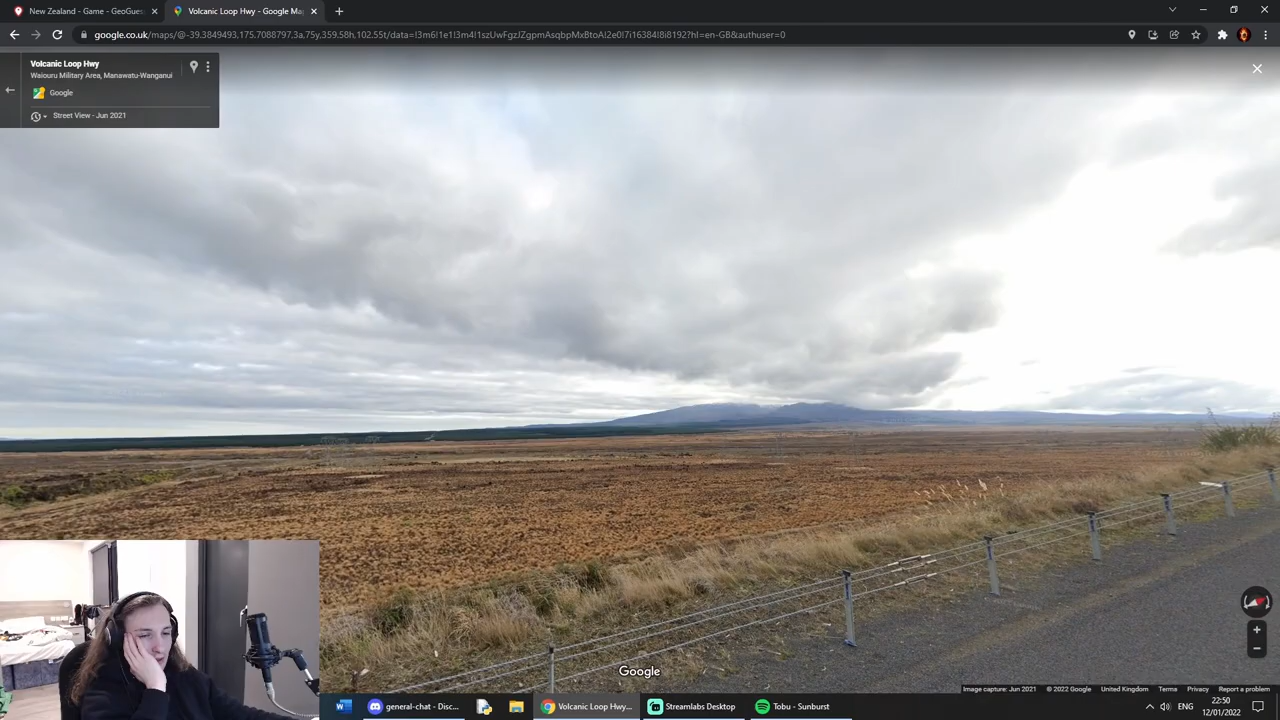 New Zealand - Game - GeoGues
Volcanic Loop Hwy - Google Ma
google.co.uk/maps/@-39.3849493,175.7088797,3a,75y,359.58h,102.55t/data=!3m6!1e1!3m4!1szUwFgzJZgpmAsqbpMxBtoA!2e0!7i16384!8i8192?hl=en-GB&authuser=0
Volcanic Loop Hwy
Waiouru Military Area, Manawatu-Wanganui
Google
Street View - Jun 2021
Google
Image capture: Jun 2021 © 2022 Google United Kingdom Terms Privacy Report a problem
general-chat - Disc...
Volcanic Loop Hwy...
Streamlabs Desktop
Tobu - Sunburst
ENG
22:50
12/01/2022